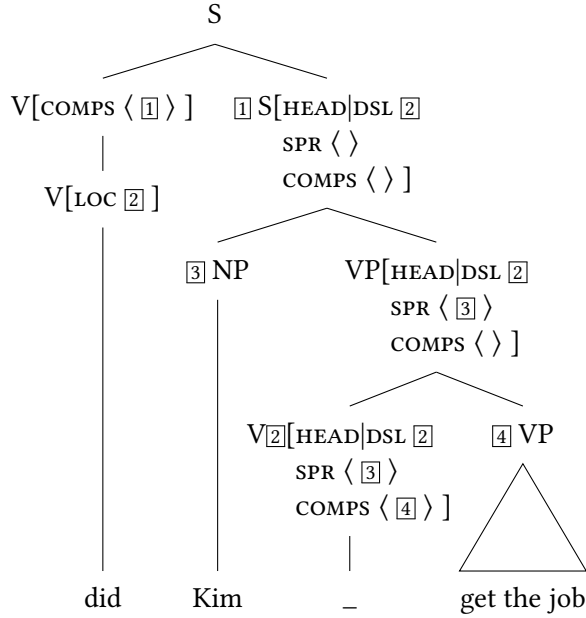 S
V[COMPS ⟨ 1 ⟩ ] 1 S[HEAD|DSL 2
SPR ⟨ ⟩
COMPS ⟨ ⟩ ]
V[LOC 2 ]
3 NP VP[HEAD|DSL 2
SPR ⟨ 3 ⟩
COMPS ⟨ ⟩ ]
V2[HEAD|DSL 2 4 VP
SPR ⟨ 3 ⟩
COMPS ⟨ 4 ⟩ ]
did Kim _ get the job